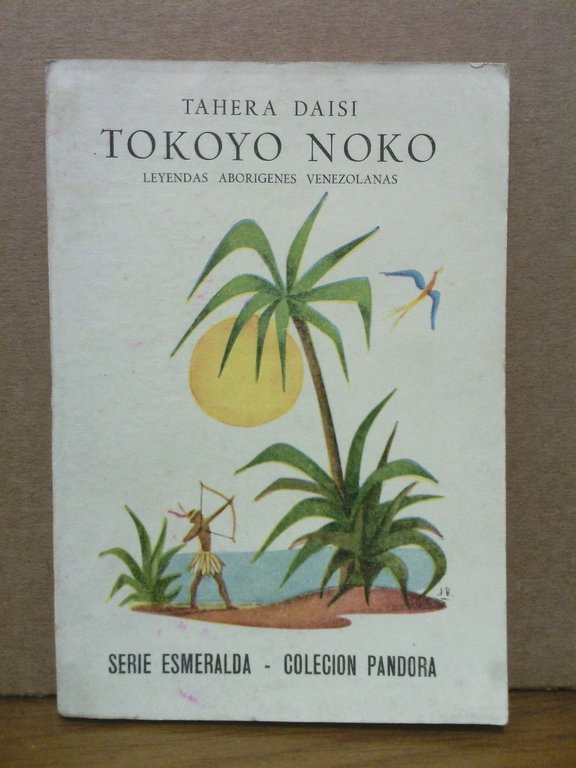 TAHERA DAISI
TOKOYO NOKO
LEYENDAS ABORIGENES VENEZOLANAS
SERIE ESMERALDA - COLECION PANDORA